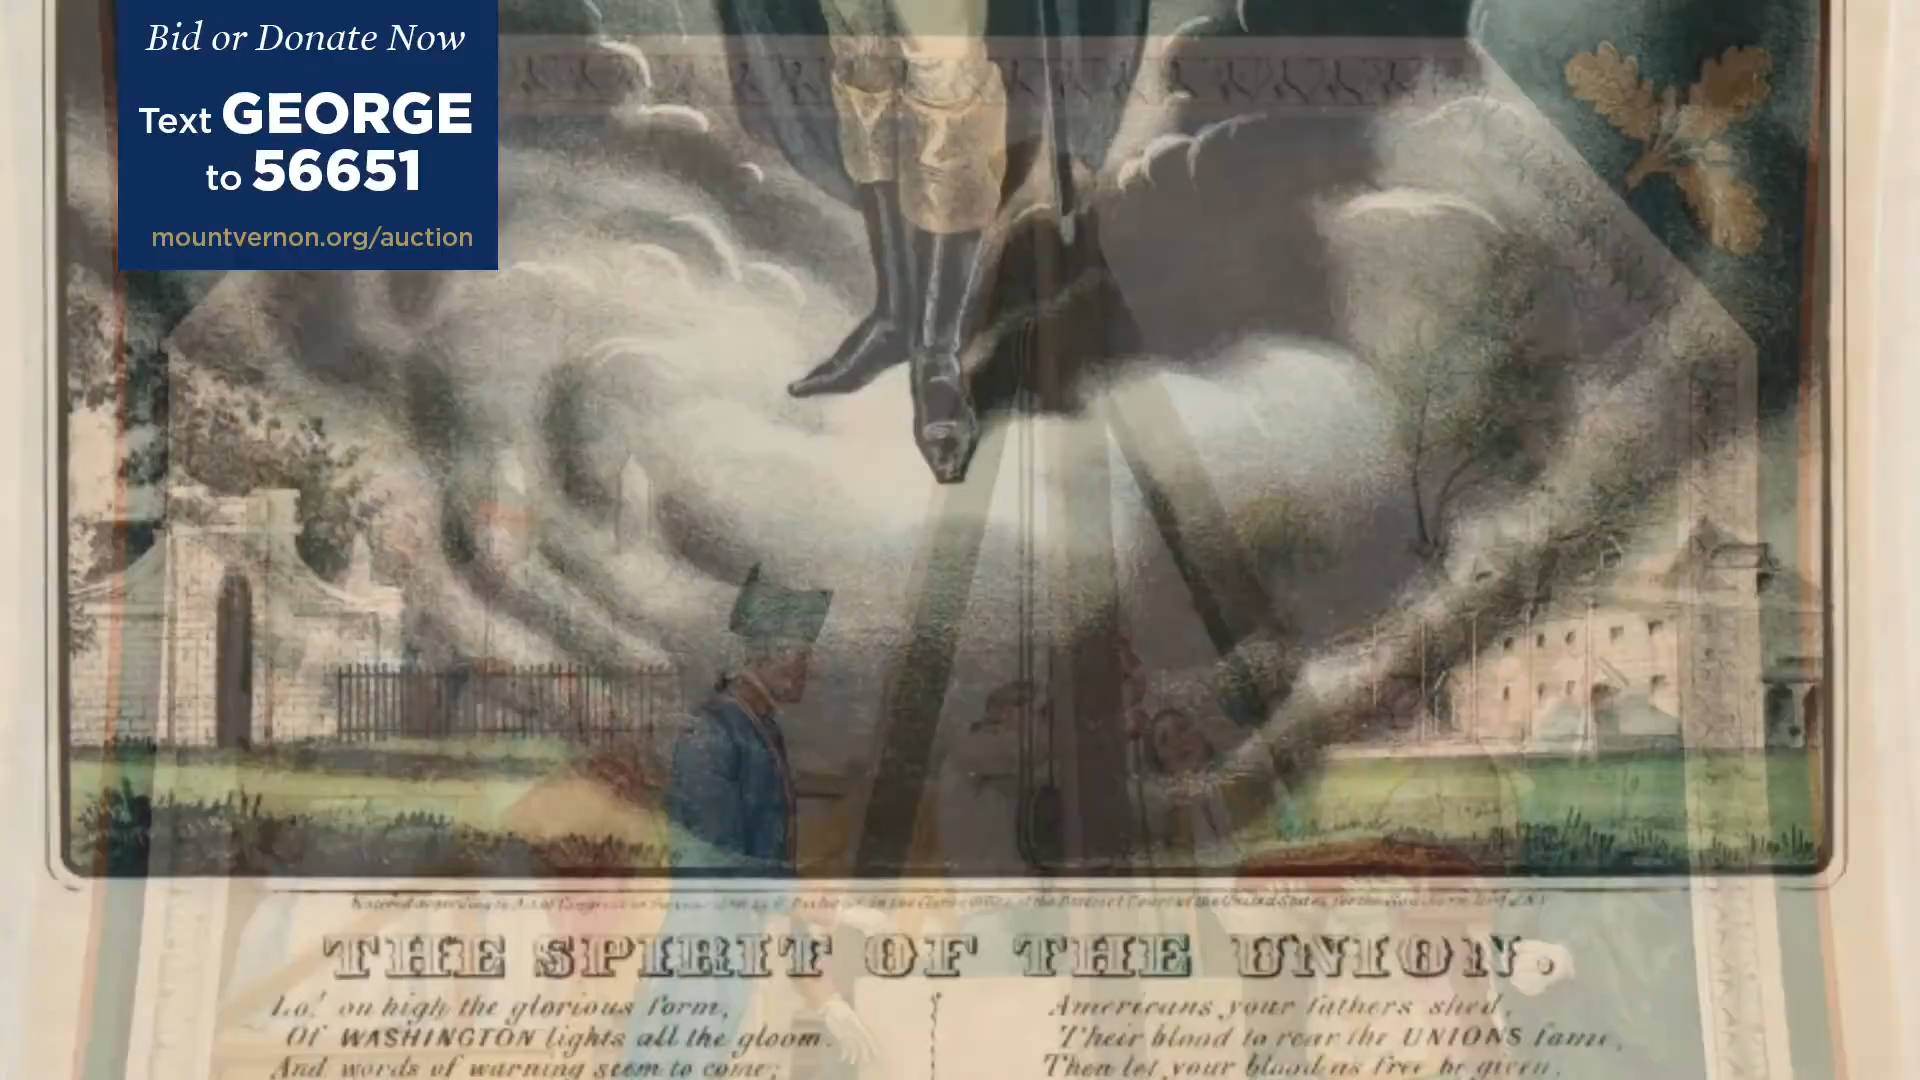 Bid or Donate Now
Text GEORGE
to 56651
mountvernon.org/auction
THE SPIRIT OF THE UNION.
Lo! on high the glorious form,
Of WASHINGTON lights all the gloom.
And words of warning seem to come;
Americans, your fathers shed,
Their blood to rear the UNIONS fame,
Then let your blood as free be given,